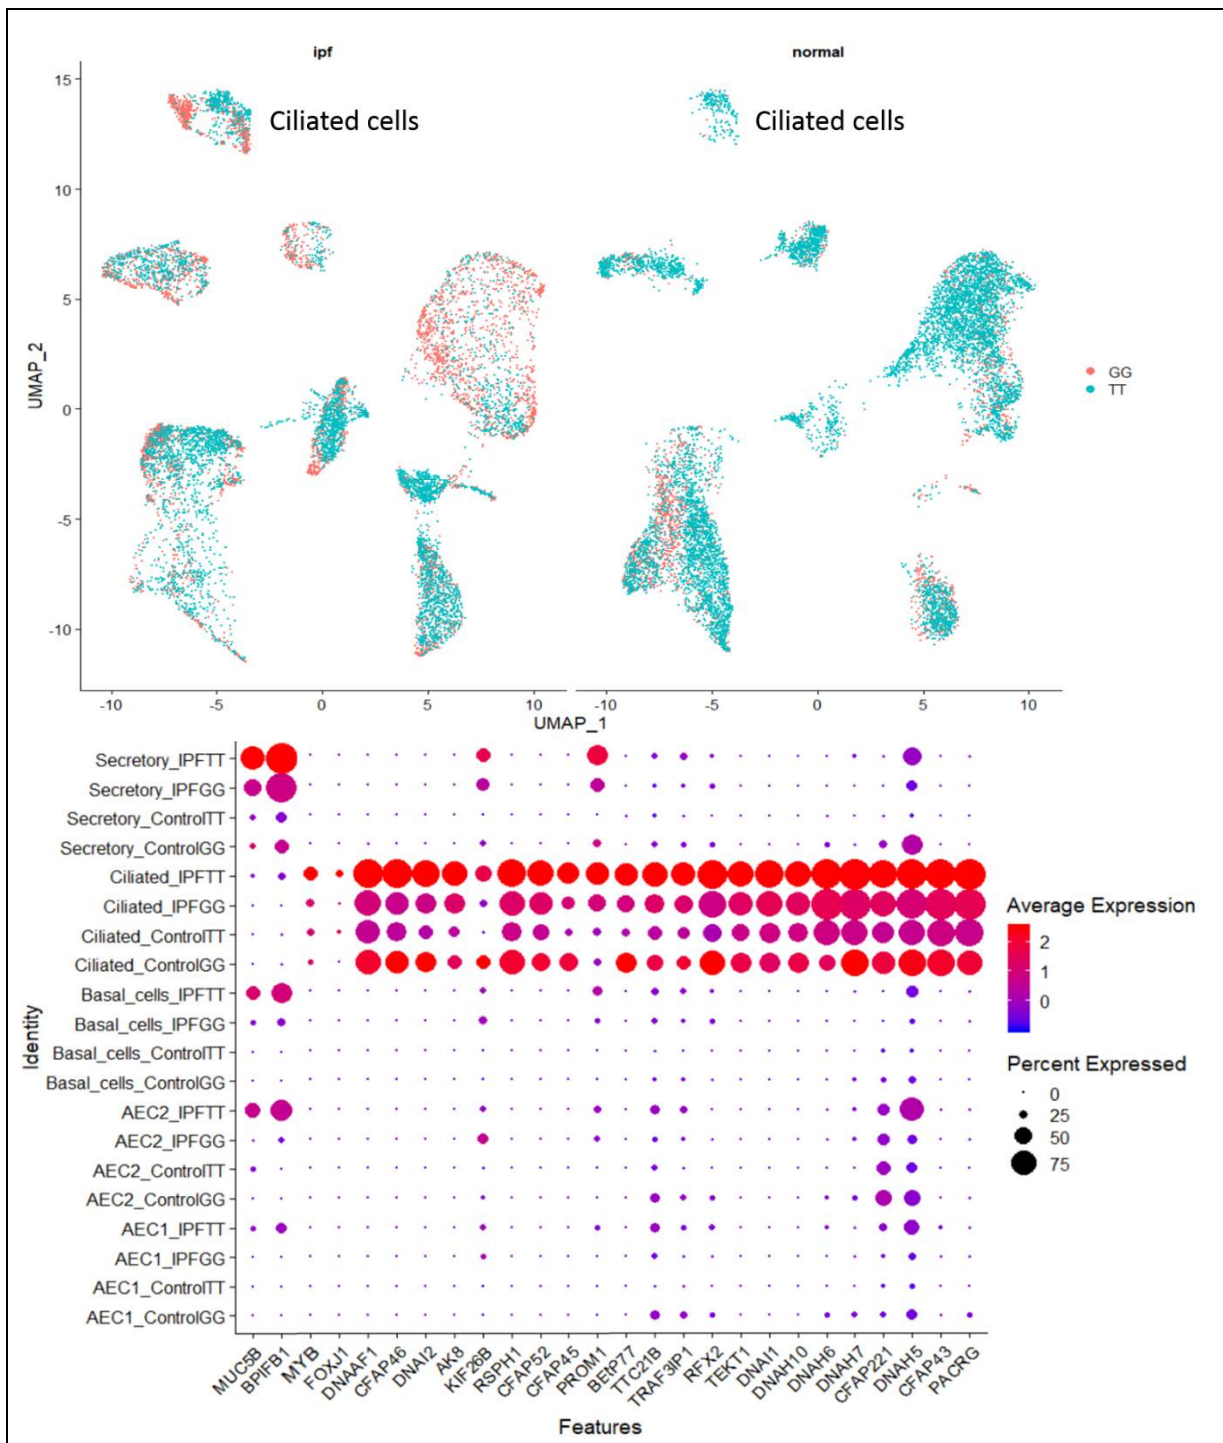 ipf
normal
15
10
5
0
-5
-10
UMAP_2
Ciliated cells
Ciliated cells
GG
TT
-10
-5
0
5
10
-10
-5
0
5
10
UMAP_1
Secretory_IPFTT
Secretory_IPFGG
Secretory_ControlTT
Secretory_ControlGG
Ciliated_IPFTT
Ciliated_IPFGG
Ciliated_ControlTT
Ciliated_ControlGG
Basal_cells_IPFTT
Basal_cells_IPFGG
Basal_cells_ControlTT
Basal_cells_ControlGG
AEC2_IPFTT
AEC2_IPFGG
AEC2_ControlTT
AEC2_ControlGG
AEC1_IPFTT
AEC1_IPFGG
AEC1_ControlTT
AEC1_ControlGG
Identity
Average Expression
2
1
0
Percent Expressed
0
25
50
75
MUC5B
BPIFB1
MYB
FOXJ1
DNAAF1
CFAP46
DNAI2
AK8
KIF26B
RSPH1
CFAP52
CFAP45
PROM1
TTC21B
TRAF3IP1
RFX2
TEKT1
DNAI1
DNAH10
DNAH6
DNAH7
CFAP221
DNAH5
CFAP43
PACRG
Features